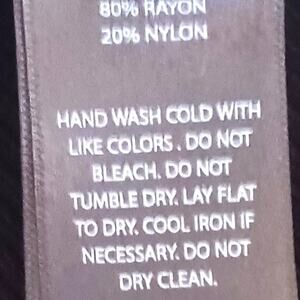 80% RAYON
20% NYLON
HAND WASH COLD WITH
LIKE COLORS . DO NOT
BLEACH. DO NOT
TUMBLE DRY. LAY FLAT
TO DRY. COOL IRON IF
NECESSARY. DO NOT
DRY CLEAN.